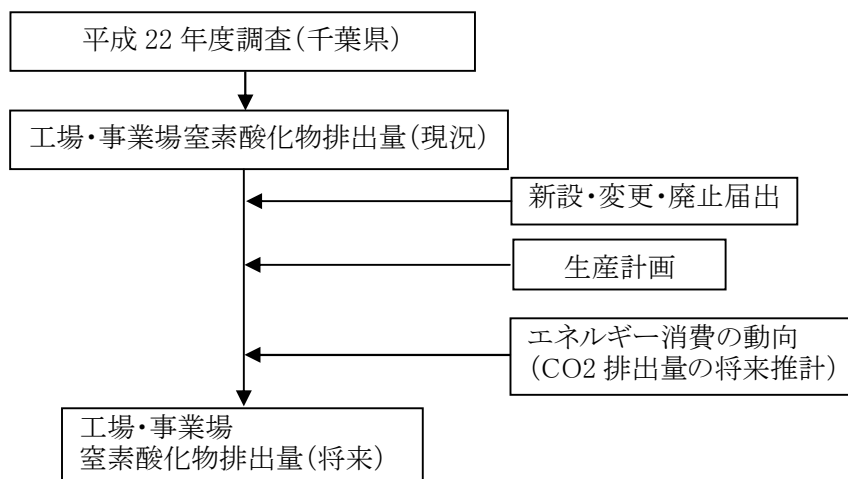 平成 22 年度調査(千葉県)
工場・事業場窒素酸化物排出量(現況)
新設・変更・廃止届出
生産計画
エネルギー消費の動向
(CO2 排出量の将来推計)
工場・事業場
窒素酸化物排出量(将来)